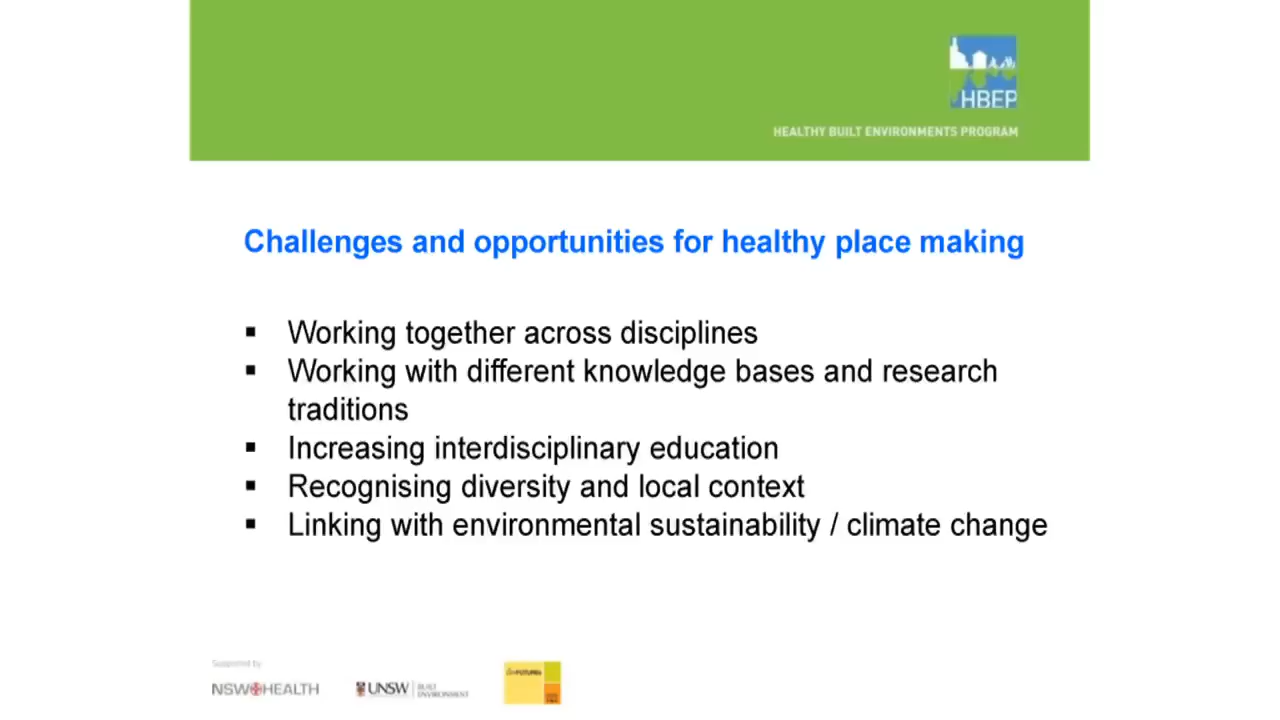 HBEP
HEALTHY BUILT ENVIRONMENTS PROGRAM
Challenges and opportunities for healthy place making
▪ Working together across disciplines
▪ Working with different knowledge bases and research
traditions
▪ Increasing interdisciplinary education
▪ Recognising diversity and local context
▪ Linking with environmental sustainability / climate change
Supported by
NSW HEALTH
UNSW
BUILT
ENVIRONMENT